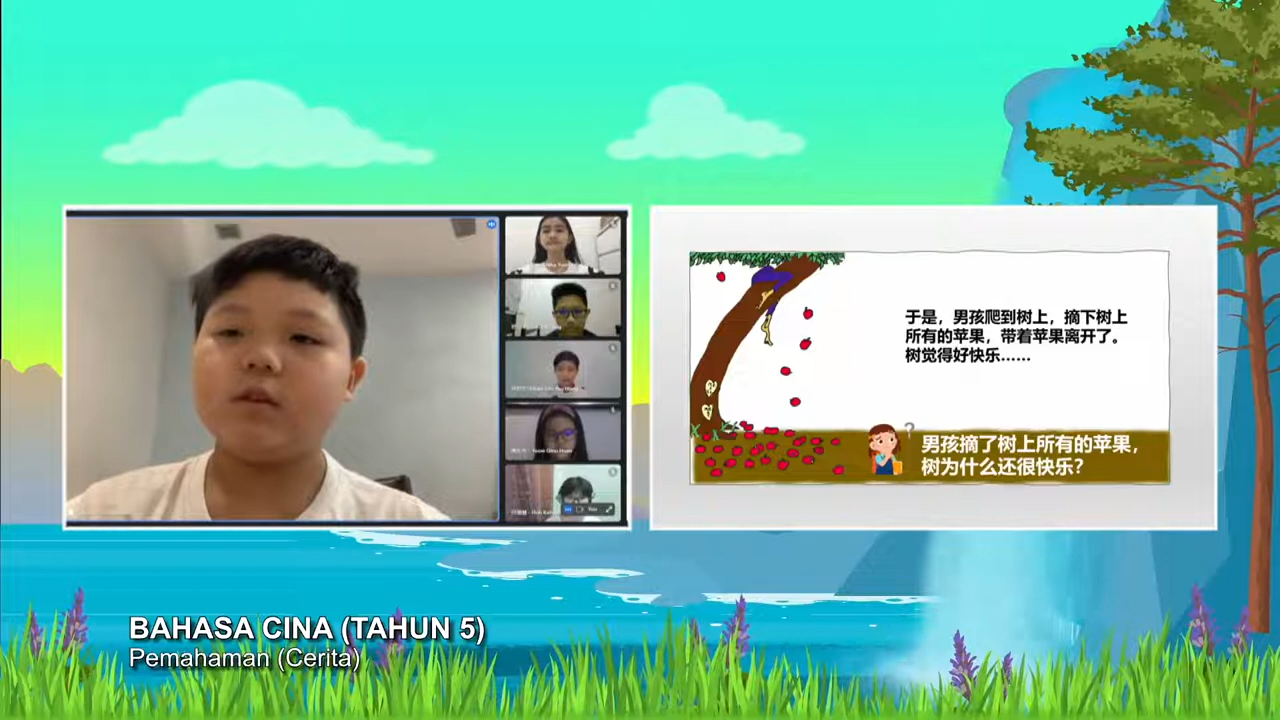 于是，男孩爬到树上，摘下树上
所有的苹果，带着苹果离开了。
树觉得好快乐……
?
男孩摘了树上所有的苹果，
树为什么还很快乐?
BAHASA CINA (TAHUN 5)
Pemahaman (Cerita)